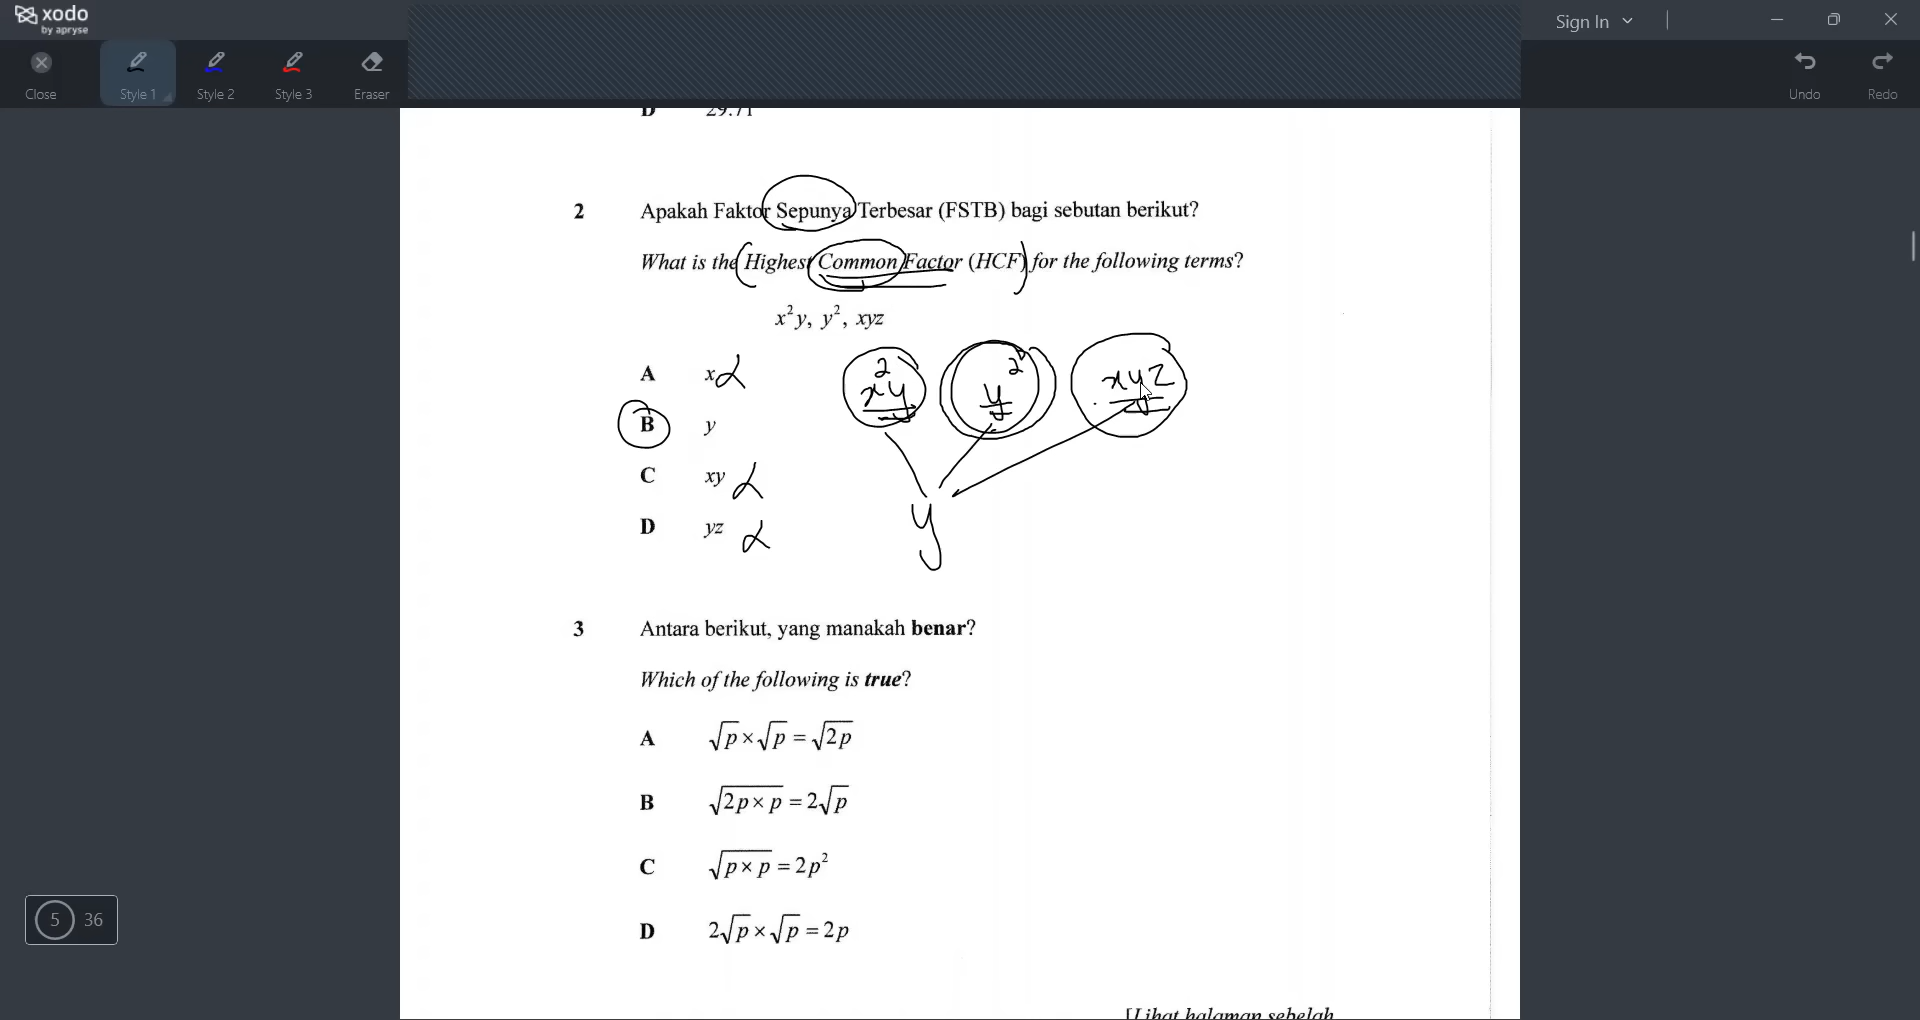 xodo
by apryse
Sign In
Close
Style 1
Style 2
Style 3
Eraser
Undo
Redo
D 29.71
2 Apakah Faktor Sepunya Terbesar (FSTB) bagi sebutan berikut?
What is the Highest Common Factor (HCF) for the following terms?
x²y, y², xyz
A x
x²y y² xyz
B y
C xy
D yz
y
3 Antara berikut, yang manakah benar?
Which of the following is true?
A √p × √p = √2p
B √2p × p = 2√p
C √p × p = 2p²
D 2√p × √p = 2p
5 36
[Lihat halaman sebelah